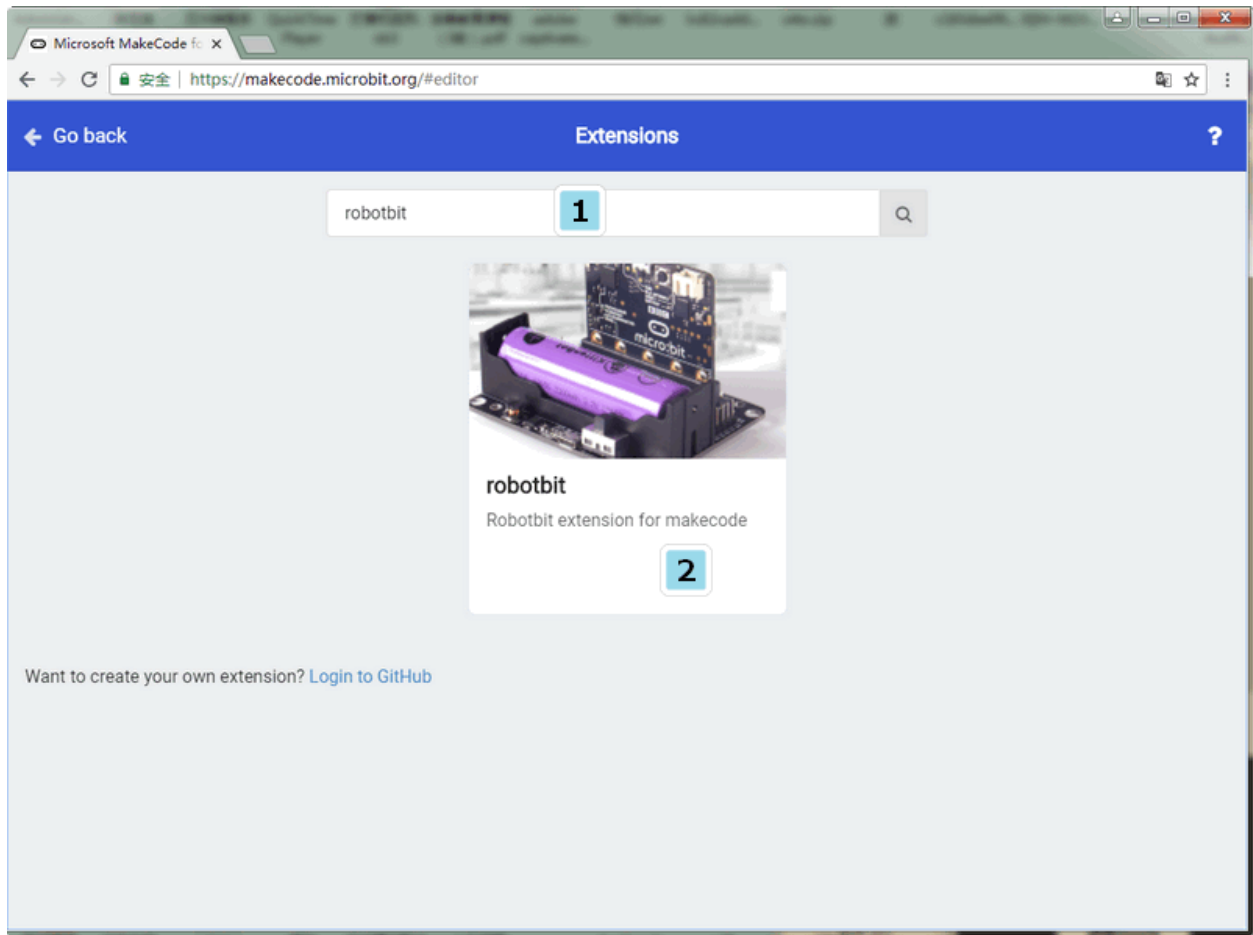 Microsoft MakeCode fo
安全 | https://makecode.microbit.org/#editor
Go back
Extensions
?
robotbit
1
micro:bit
robotbit
Robotbit extension for makecode
2
Want to create your own extension? Login to GitHub